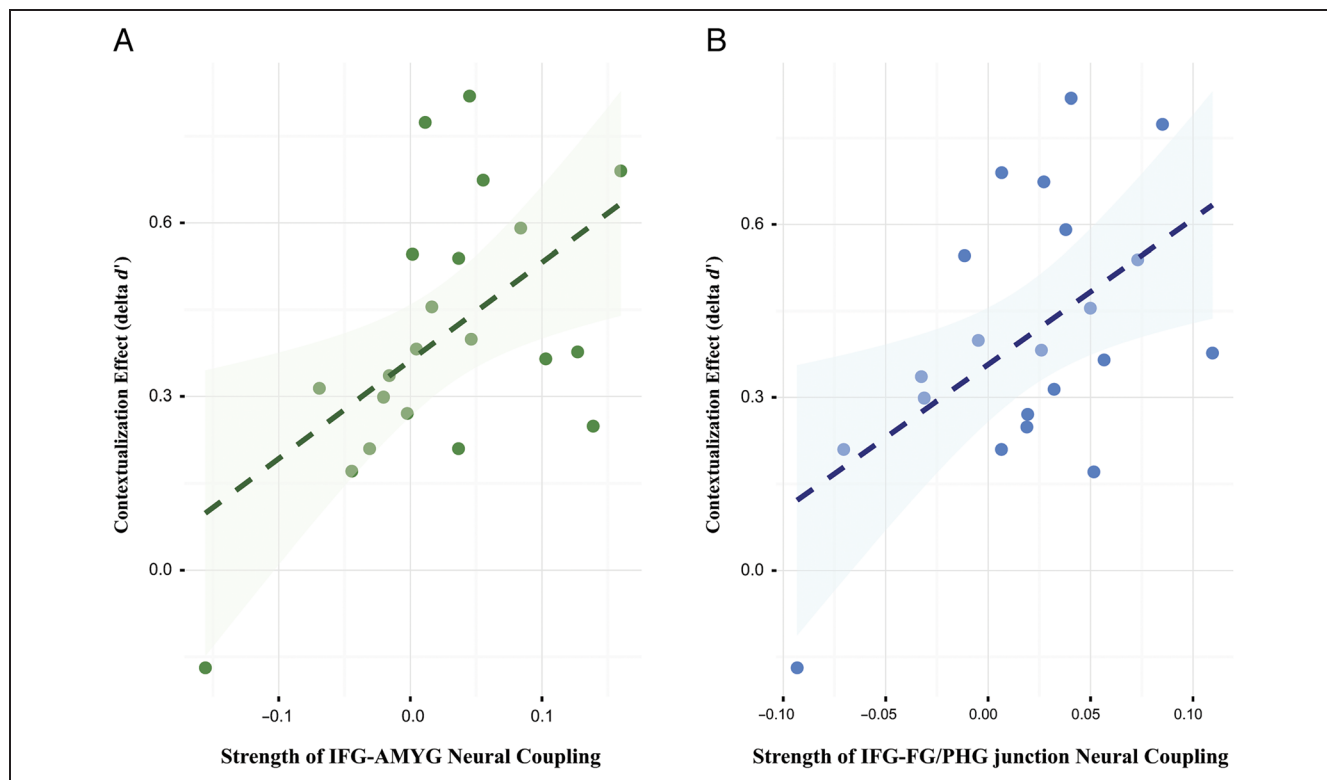 A
B
Contextualization Effect (delta d')
0.6
0.3
0.0
−0.1
0.0
0.1
Strength of IFG-AMYG Neural Coupling
Contextualization Effect (delta d')
0.6
0.3
0.0
−0.10
−0.05
0.00
0.05
0.10
Strength of IFG-FG/PHG junction Neural Coupling